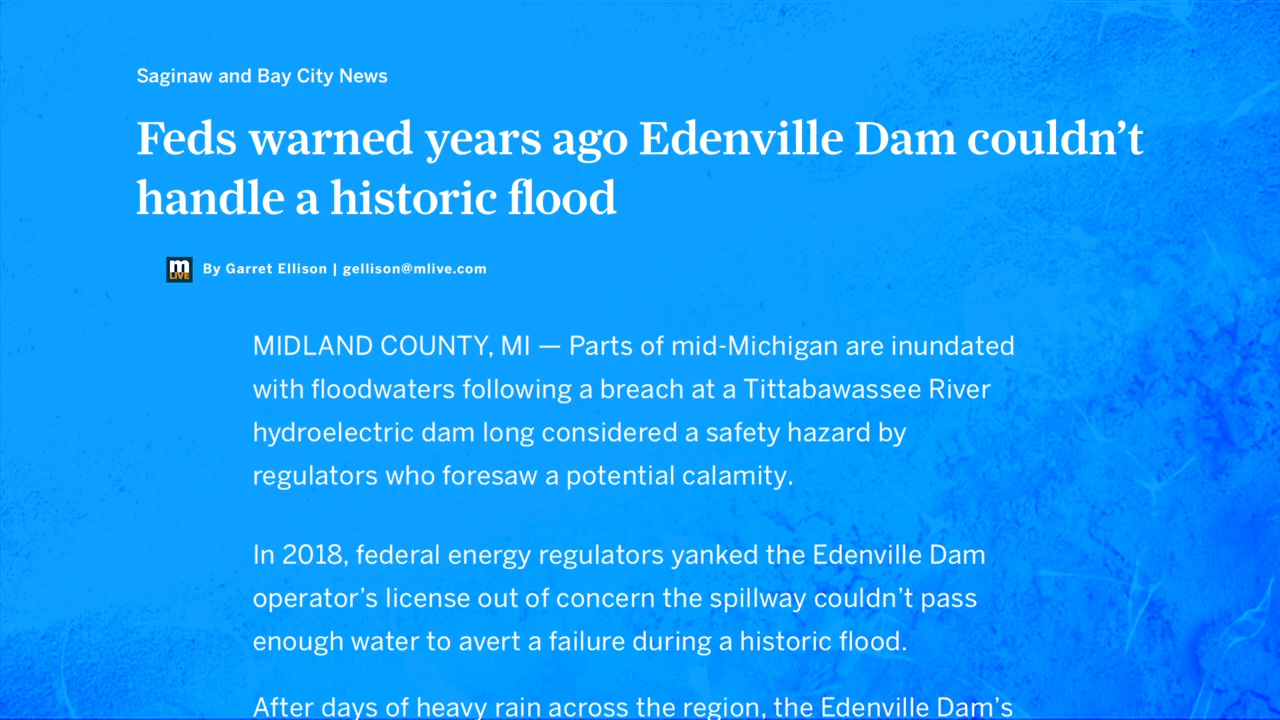 Saginaw and Bay City News
Feds warned years ago Edenville Dam couldn’t
handle a historic flood
m
LIVE
By Garret Ellison | gellison@mlive.com
MIDLAND COUNTY, MI — Parts of mid-Michigan are inundated
with floodwaters following a breach at a Tittabawassee River
hydroelectric dam long considered a safety hazard by
regulators who foresaw a potential calamity.
In 2018, federal energy regulators yanked the Edenville Dam
operator’s license out of concern the spillway couldn’t pass
enough water to avert a failure during a historic flood.
After days of heavy rain across the region, the Edenville Dam’s